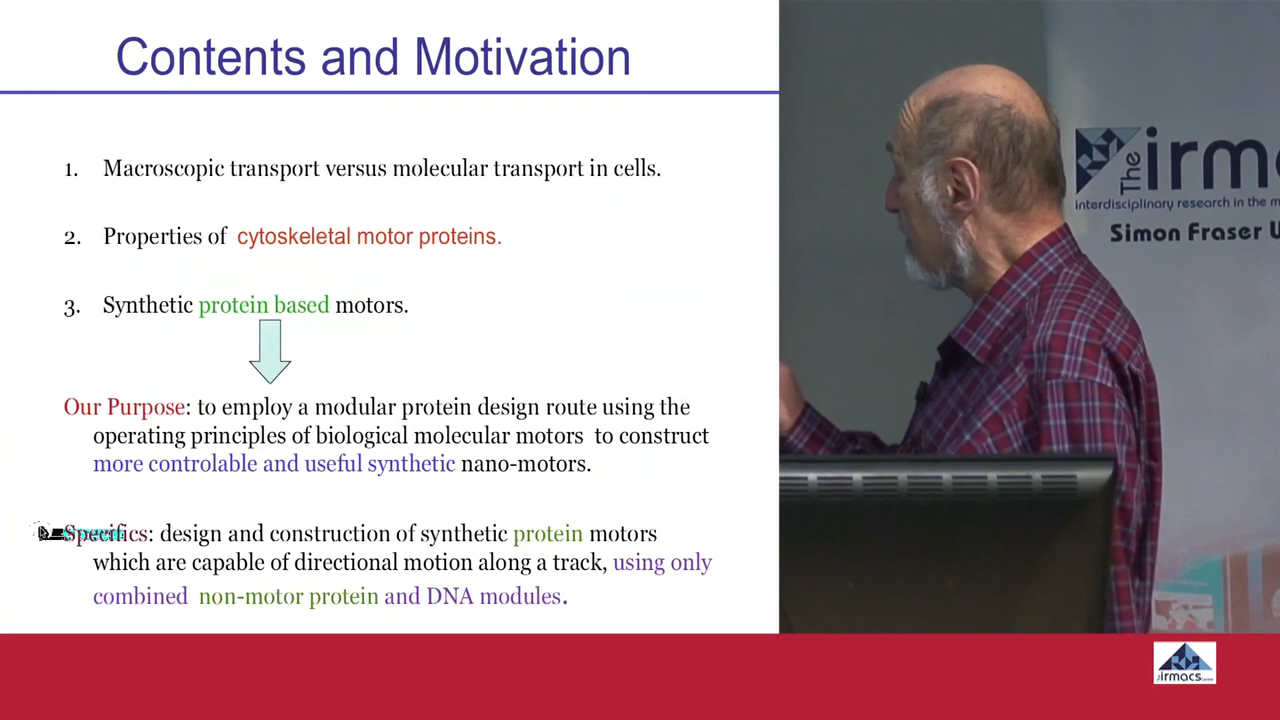 Contents and Motivation
1. Macroscopic transport versus molecular transport in cells.
2. Properties of cytoskeletal motor proteins.
3. Synthetic protein based motors.
Our Purpose: to employ a modular protein design route using the
operating principles of biological molecular motors to construct
more controlable and useful synthetic nano-motors.
Specifics: design and construction of synthetic protein motors
which are capable of directional motion along a track, using only
combined non-motor protein and DNA modules.
The irmac
interdisciplinary research in the m
Simon Fraser U
irmacs